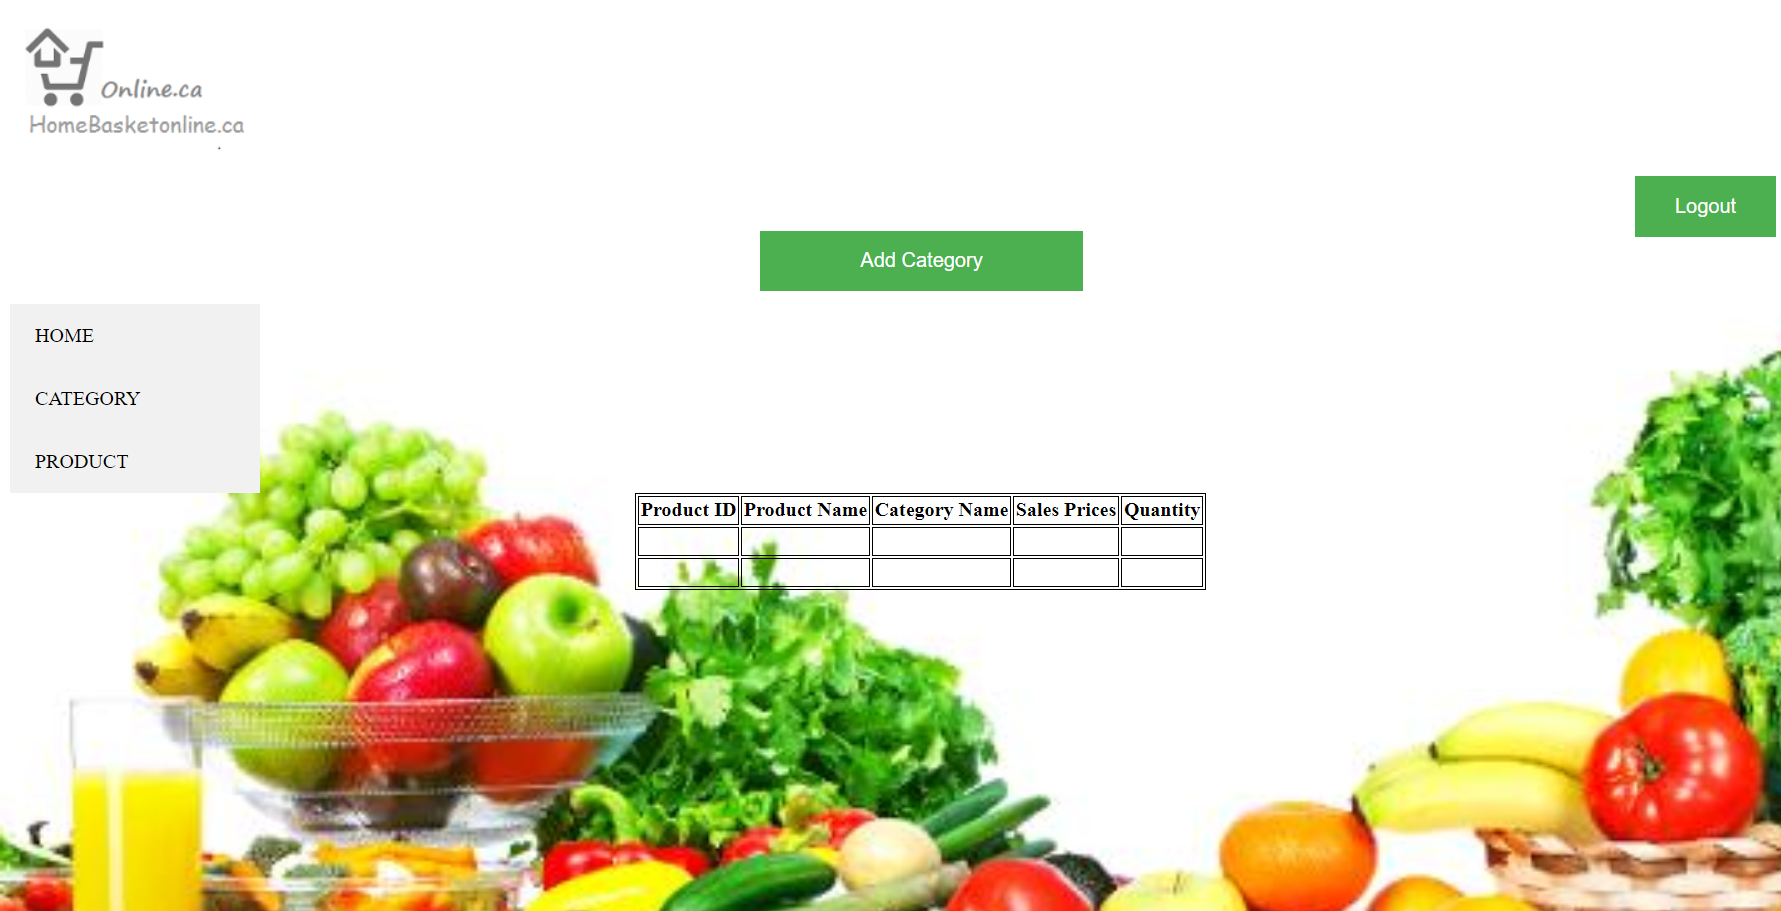 Online.ca
HomeBasketonline.ca
Logout
Add Category
HOME
CATEGORY
PRODUCT
Product ID Product Name Category Name Sales Prices Quantity